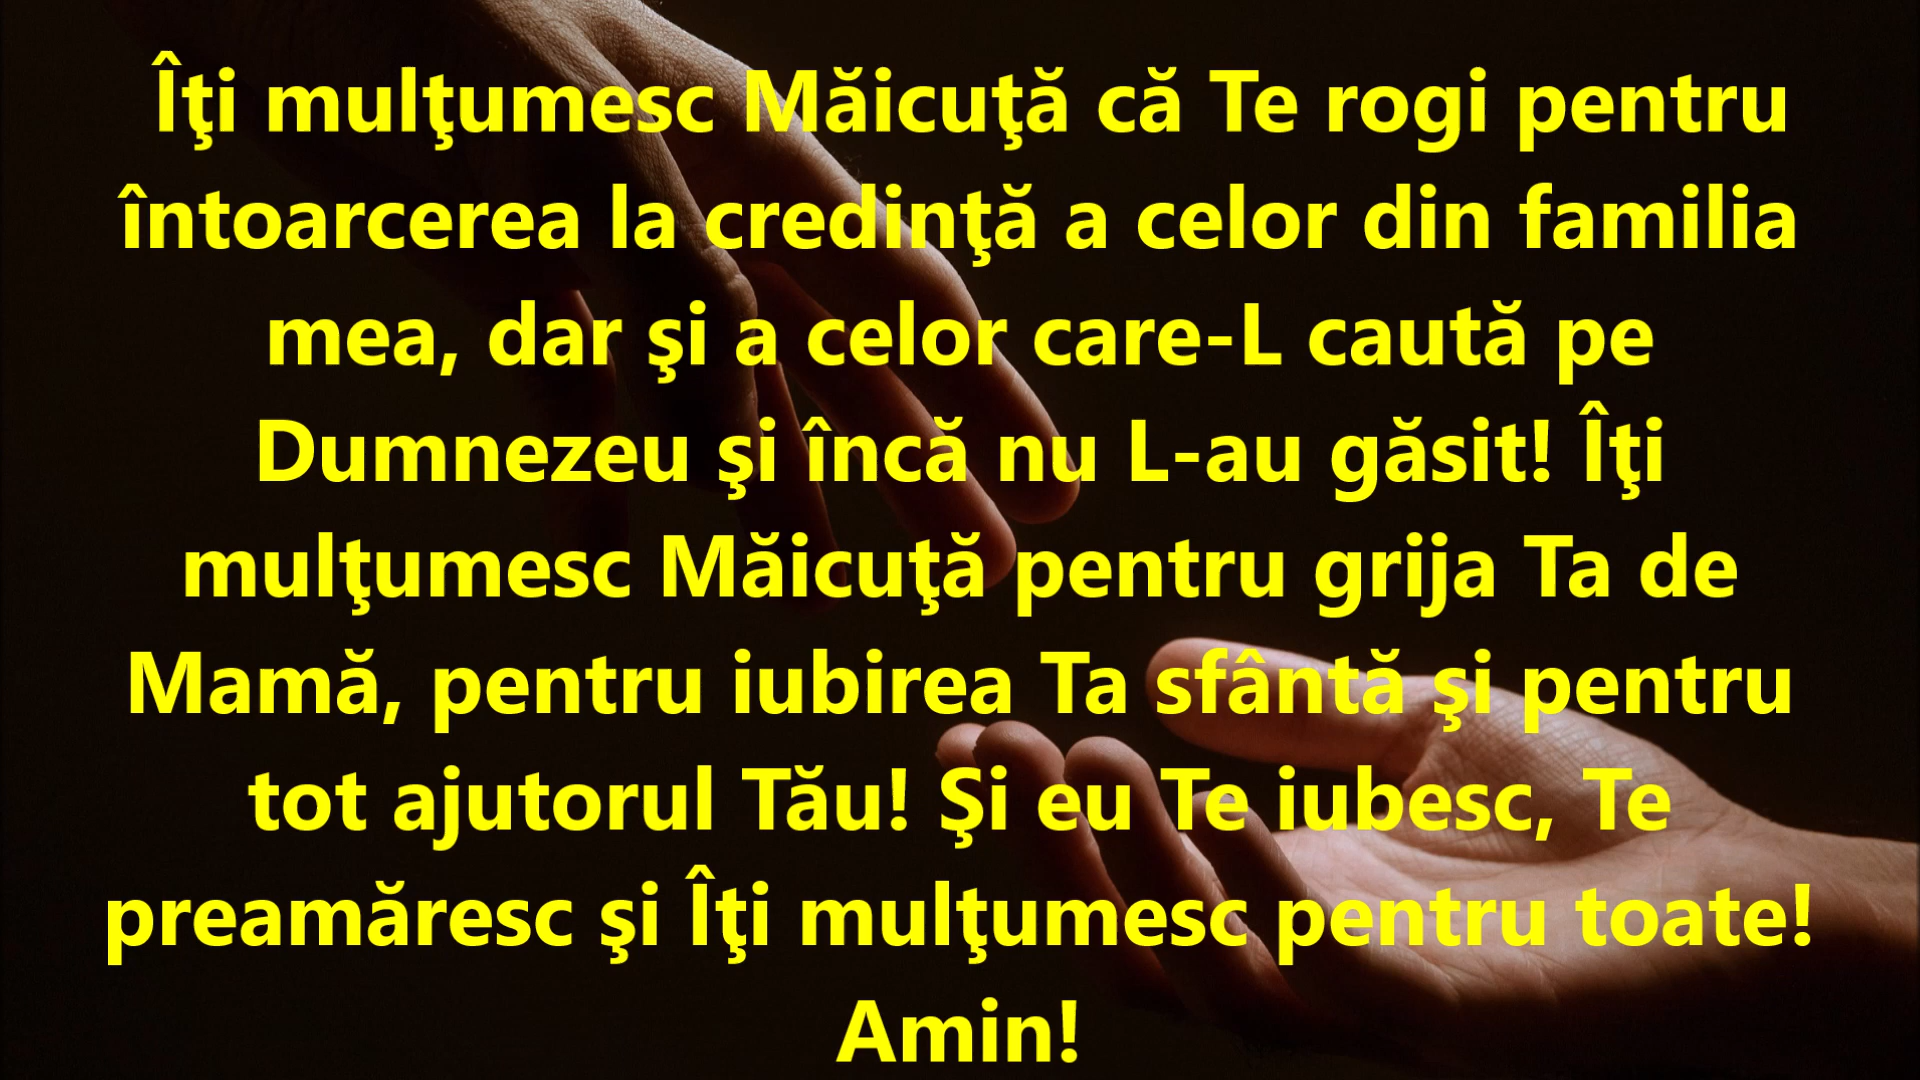 Îţi mulţumesc Măicuţă că Te rogi pentru
întoarcerea la credinţă a celor din familia
mea, dar şi a celor care-L caută pe
Dumnezeu şi încă nu L-au găsit! Îţi
mulţumesc Măicuţă pentru grija Ta de
Mamă, pentru iubirea Ta sfântă şi pentru
tot ajutorul Tău! Şi eu Te iubesc, Te
preamăresc şi Îţi mulţumesc pentru toate!
Amin!